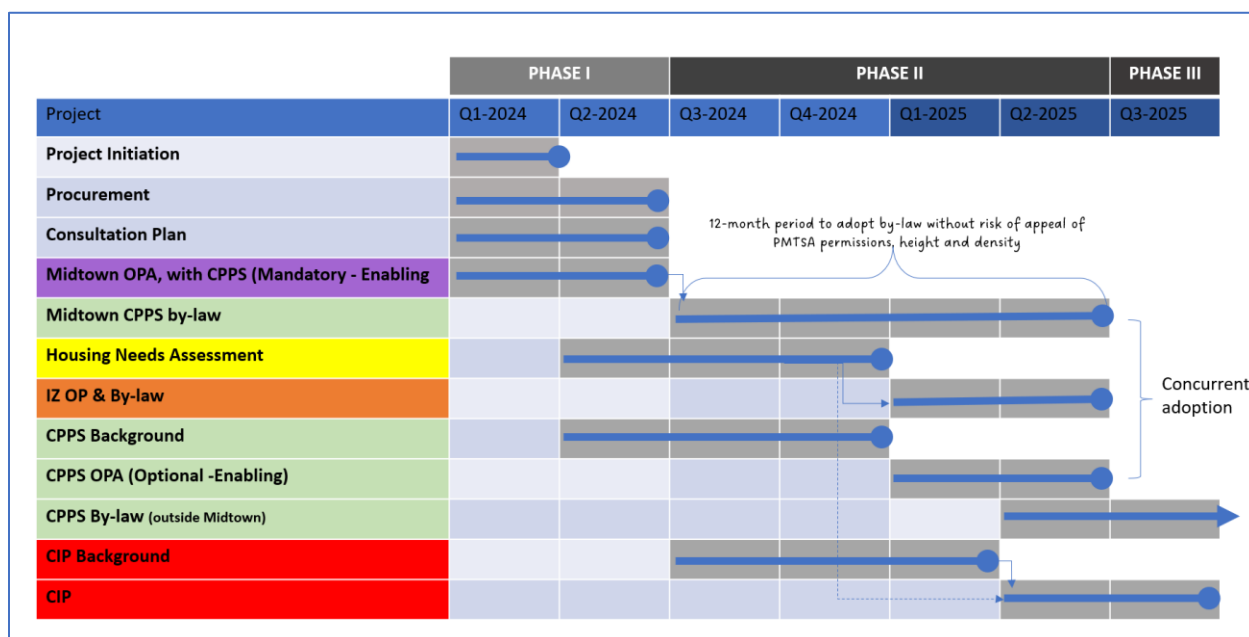 PHASE I PHASE II PHASE III
Project Q1-2024 Q2-2024 Q3-2024 Q4-2024 Q1-2025 Q2-2025 Q3-2025
Project Initiation
Procurement
12-month period to adopt by-law without risk of appeal of
PMTSA permissions, height and density
Consultation Plan
Midtown OPA, with CPPS (Mandatory - Enabling
Midtown CPPS by-law
Housing Needs Assessment
IZ OP & By-law
Concurrent
adoption
CPPS Background
CPPS OPA (Optional -Enabling)
CPPS By-law (outside Midtown)
CIP Background
CIP